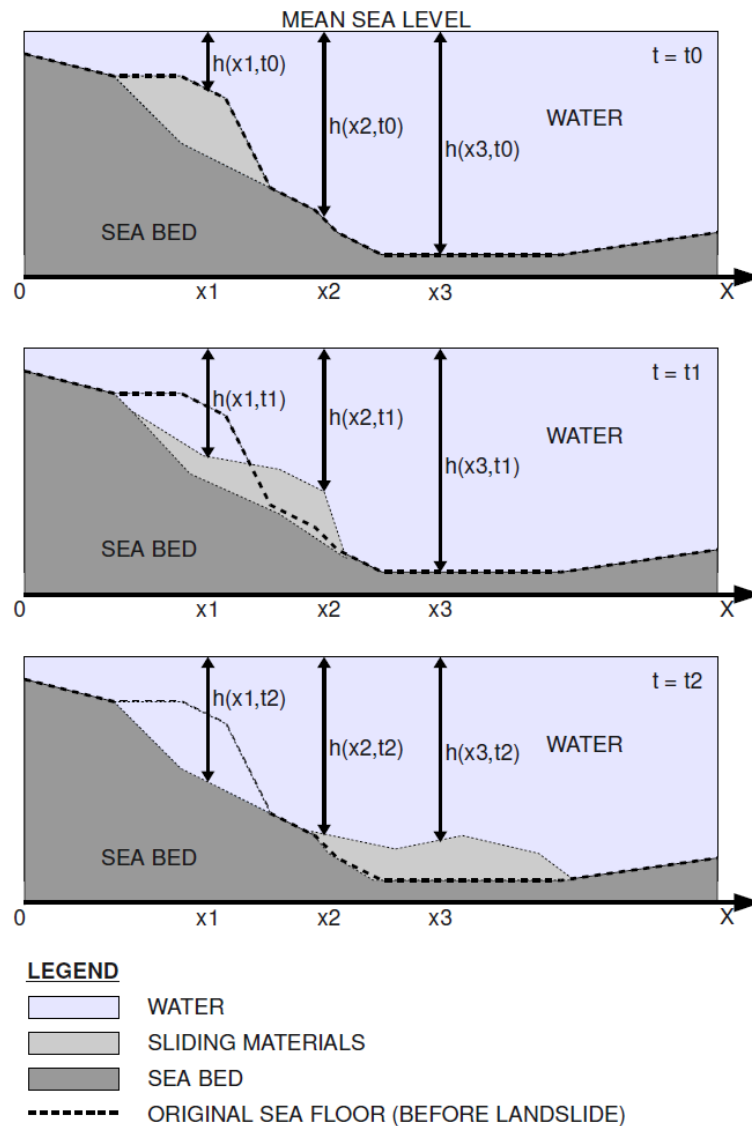 MEAN SEA LEVEL
h(x1,t0)
t = t0
h(x2,t0)
WATER
h(x3,t0)
SEA BED
0 x1 x2 x3 X
t = t1
h(x1,t1)
h(x2,t1)
WATER
h(x3,t1)
SEA BED
0 x1 x2 x3 X
t = t2
h(x1,t2)
h(x2,t2)
h(x3,t2)
WATER
SEA BED
0 x1 x2 x3 X
LEGEND
WATER
SLIDING MATERIALS
SEA BED
ORIGINAL SEA FLOOR (BEFORE LANDSLIDE)